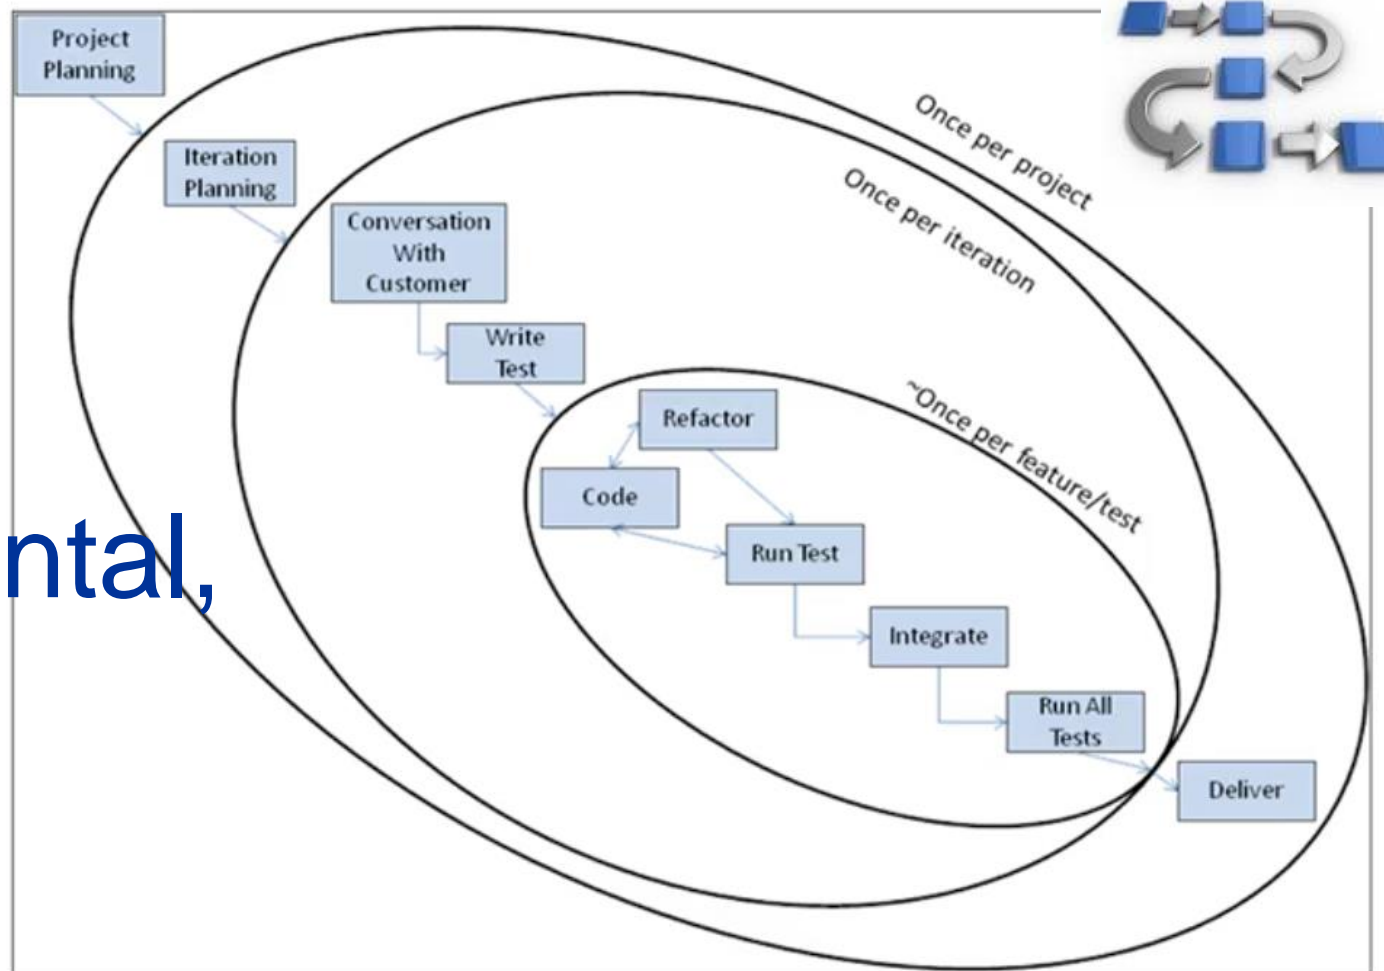 Project
Planning
Once per project
Iteration
Planning
Once per iteration
Conversation
With
Customer
Write
Test
~Once per feature/test
Refactor
Code
ntal,
Run Test
Integrate
Run All
Tests
Deliver